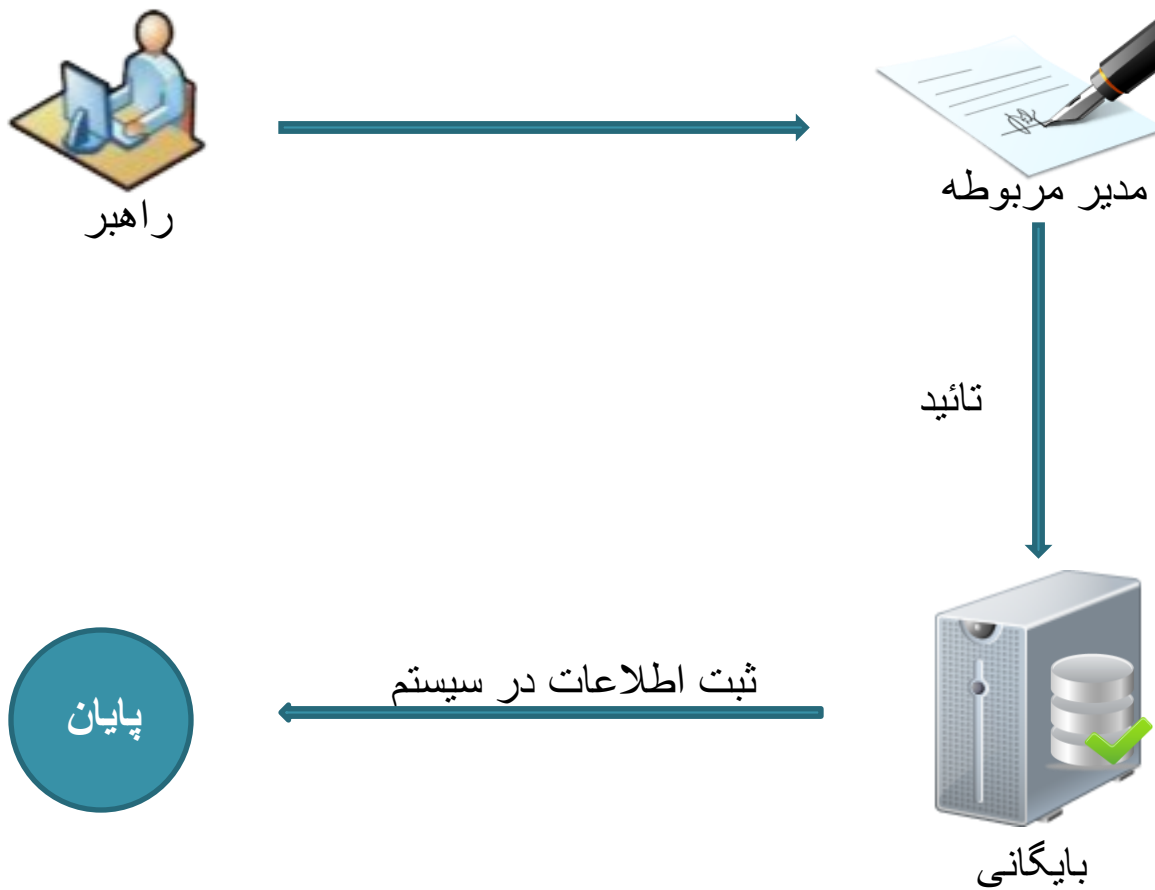 راهبر
مدیر مربوطه
تائید
ثبت اطلاعات در سیستم
پایان
بایگانی